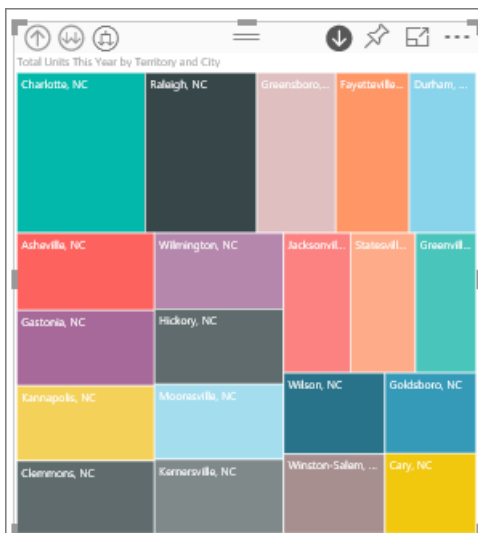 Total Units This Year by Territory and City
Charlotte, NC
Raleigh, NC
Greensboro,...
Fayetteville...
Durham, ...
Asheville, NC
Wilmington, NC
Jacksonvil...
Statesvill...
Greenvill...
Gastonia, NC
Hickory, NC
Wilson, NC
Goldsboro, NC
Kannapolis, NC
Mooresville, NC
Clemmons, NC
Kernersville, NC
Winston-Salem, ...
Cary, NC